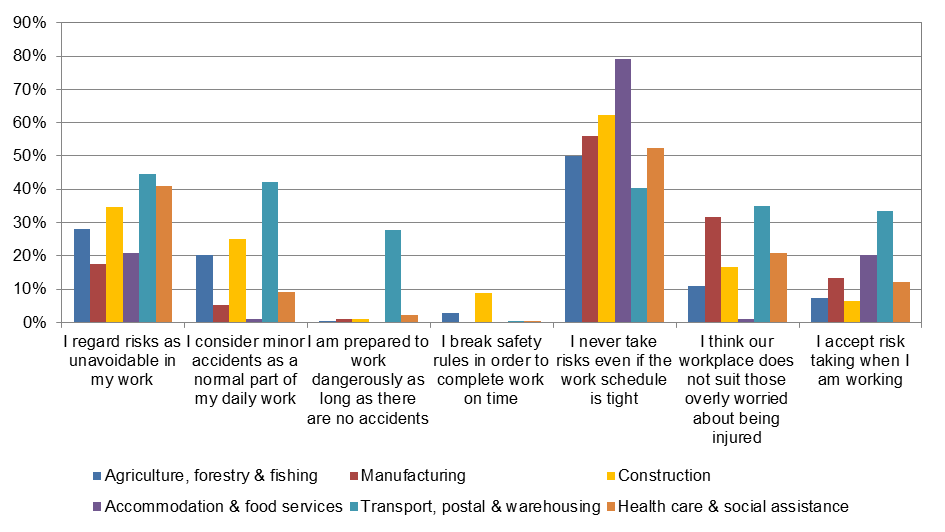 90%
80%
70%
60%
50%
40%
30%
20%
10%
0%
I regard risks as
unavoidable in
my work
I consider minor
accidents as a
normal part of
my daily work
I am prepared to
work
dangerously as
long as there
are no accidents
I break safety
rules in order to
complete work
on time
I never take
risks even if the
work schedule
is tight
I think our
workplace does
not suit those
overly worried
about being
injured
I accept risk
taking when I
am working
Agriculture, forestry & fishing
Manufacturing
Construction
Accommodation & food services
Transport, postal & warehousing
Health care & social assistance